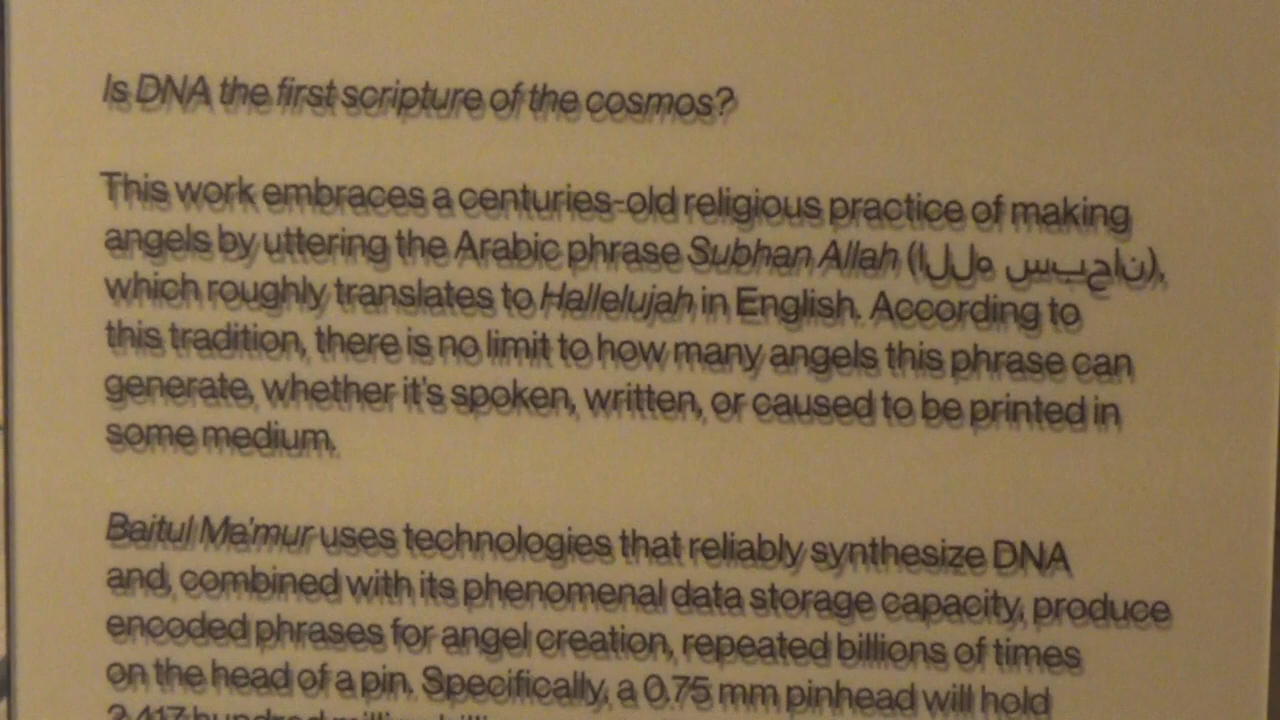 Is DNA the first scripture of the cosmos?
This work embraces a centuries-old religious practice of making
angels by uttering the Arabic phrase Subhan Allah (الله سبحان),
which roughly translates to Hallelujah in English. According to
this tradition, there is no limit to how many angels this phrase can
generate, whether it's spoken, written, or caused to be printed in
some medium.
Baitul Ma'mur uses technologies that reliably synthesize DNA
and, combined with its phenomenal data storage capacity, produce
encoded phrases for angel creation, repeated billions of times
on the head of a pin. Specifically, a 0.75 mm pinhead will hold